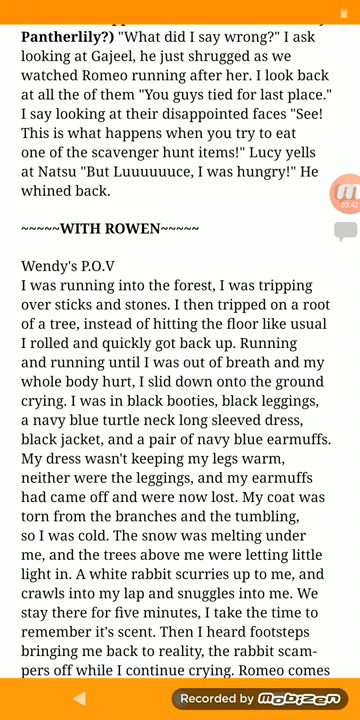 Pantherlily?) "What did I say wrong?" I ask
looking at Gajeel, he just shrugged as we
watched Romeo running after her. I look back
at all the of them "You guys tied for last place."
I say looking at their disappointed faces "See!
This is what happens when you try to eat
one of the scavenger hunt items!" Lucy yells
at Natsu "But Luuuuuuce, I was hungry!" He
whined back.
~~~~~WITH ROWEN~~~~~
Wendy's P.O.V
I was running into the forest, I was tripping
over sticks and stones. I then tripped on a root
of a tree, instead of hitting the floor like usual
I rolled and quickly got back up. Running
and running until I was out of breath and my
whole body hurt, I slid down onto the ground
crying. I was in black booties, black leggings,
a navy blue turtle neck long sleeved dress,
black jacket, and a pair of navy blue earmuffs.
My dress wasn't keeping my legs warm,
neither were the leggings, and my earmuffs
had came off and were now lost. My coat was
torn from the branches and the tumbling,
so I was cold. The snow was melting under
me, and the trees above me were letting little
light in. A white rabbit scurries up to me, and
crawls into my lap and snuggles into me. We
stay there for five minutes, I take the time to
remember it's scent. Then I heard footsteps
bringing me back to reality, the rabbit scam-
pers off while I continue crying. Romeo comes
03:42
Recorded by mobizen